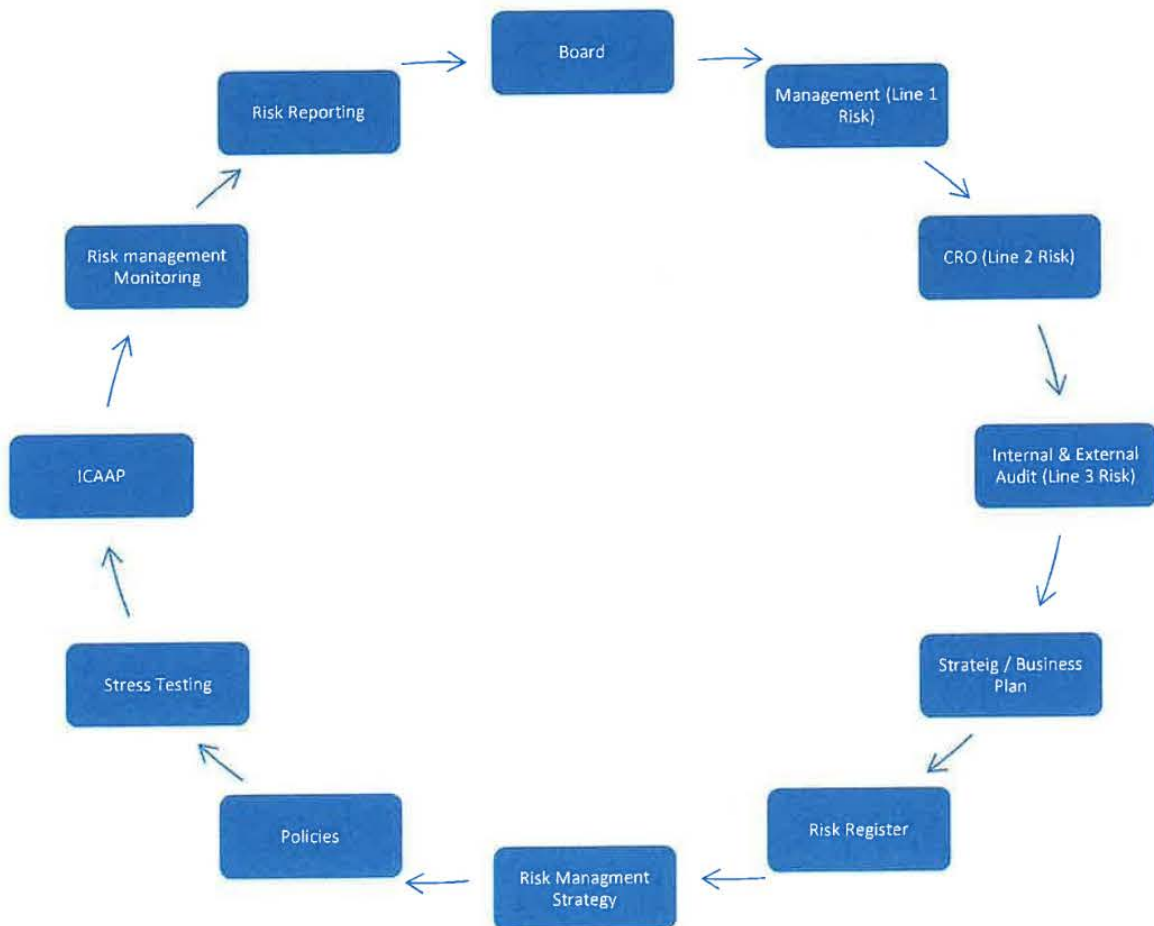 Board
Management (Line 1
Risk)
CRO (Line 2 Risk)
Internal & External
Audit (Line 3 Risk)
Strateig / Business
Plan
Risk Register
Risk Managment
Strategy
Policies
Stress Testing
ICAAP
Risk management
Monitoring
Risk Reporting